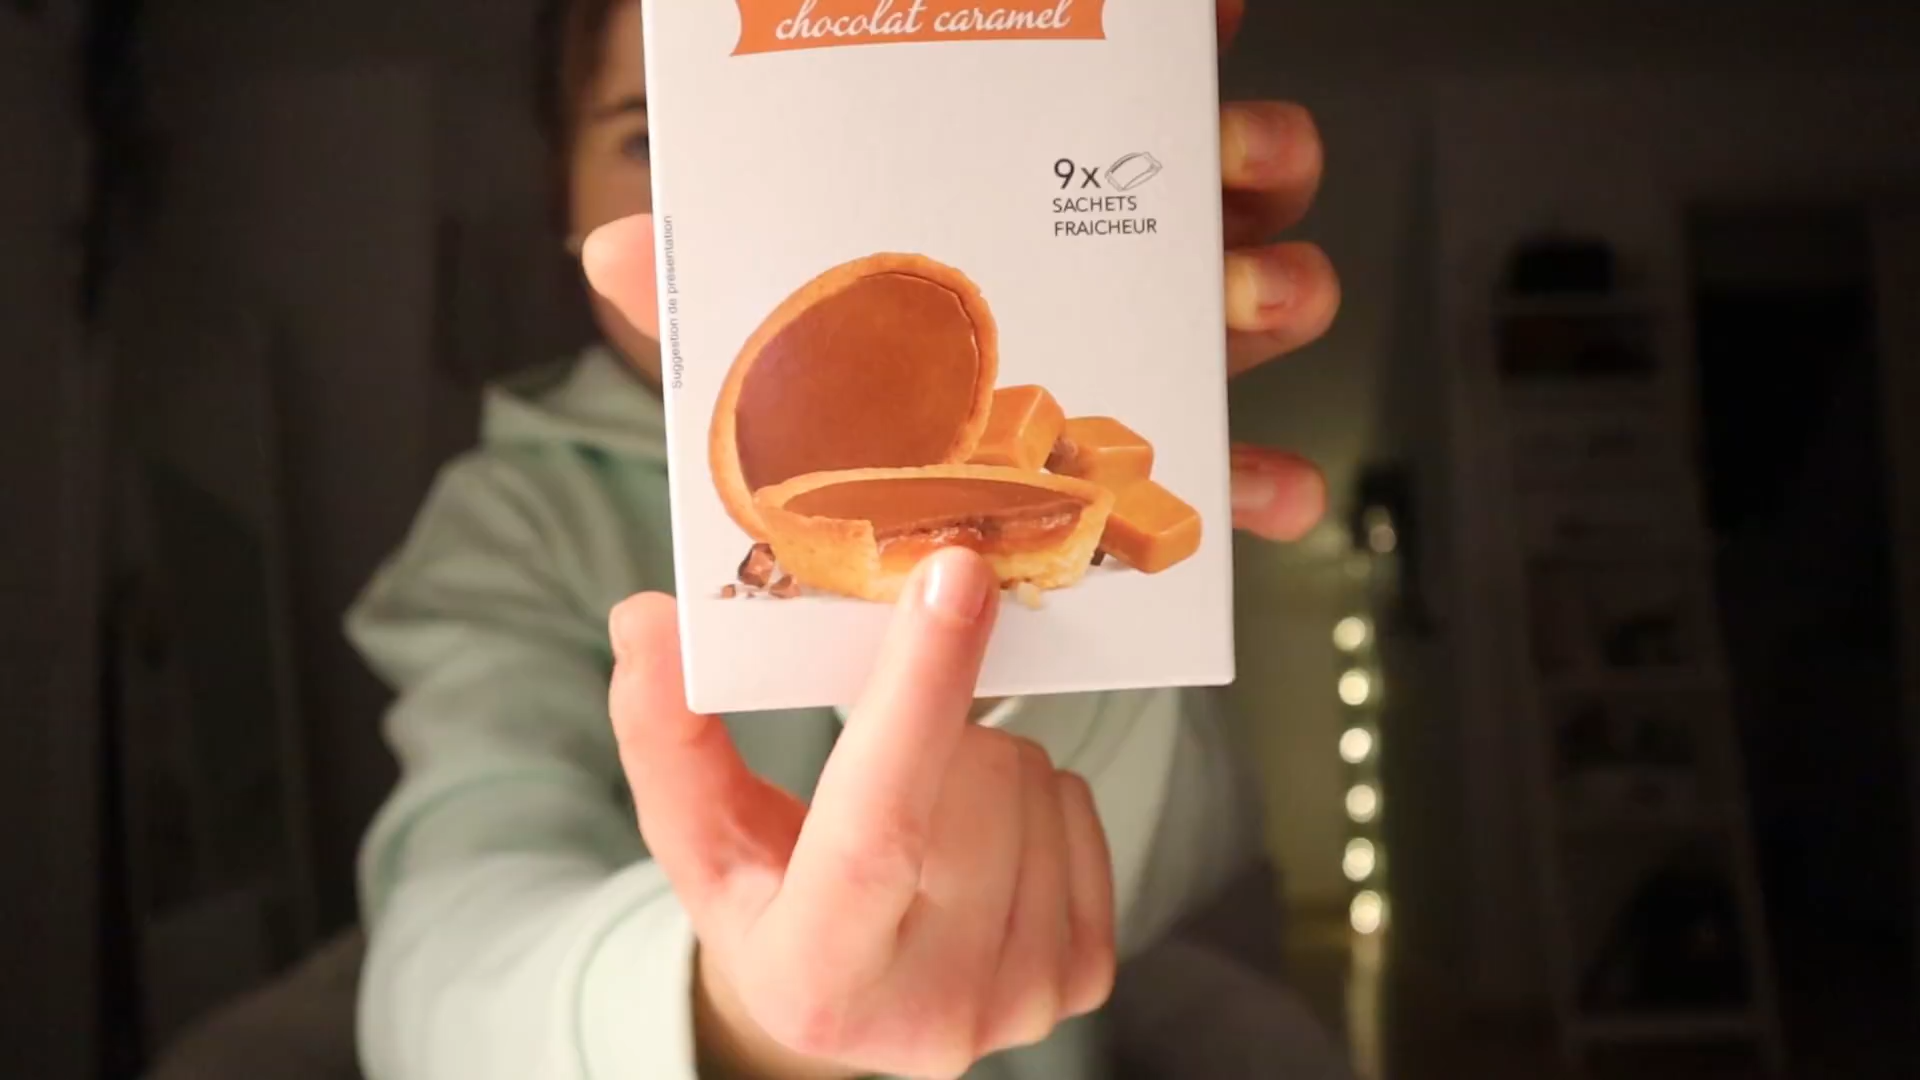 chocolat caramel
9x
SACHETS
FRAICHEUR
Suggestion de présentation